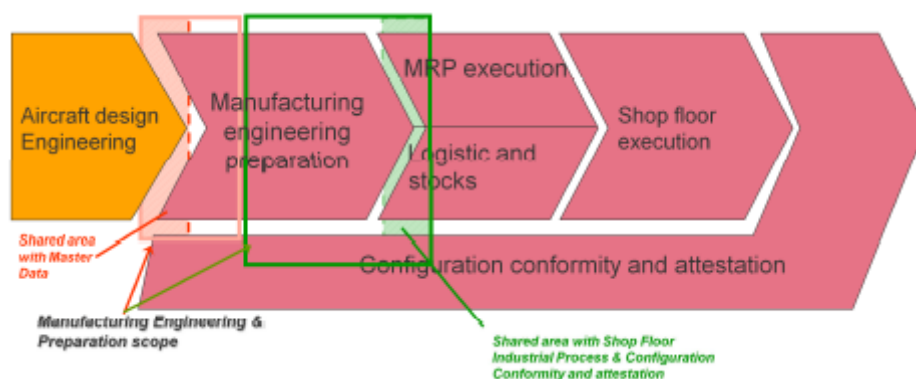 Aircraft design
Engineering
Manufacturing
engineering
preparation
MRP execution
Logistic and
stocks
Shop floor
execution
Configuration conformity and attestation
Shared area
with Master
Data
Manufacturing Engineering &
Preparation scope
Shared area with Shop Floor
Industrial Process & Configuration
Conformity and attestation